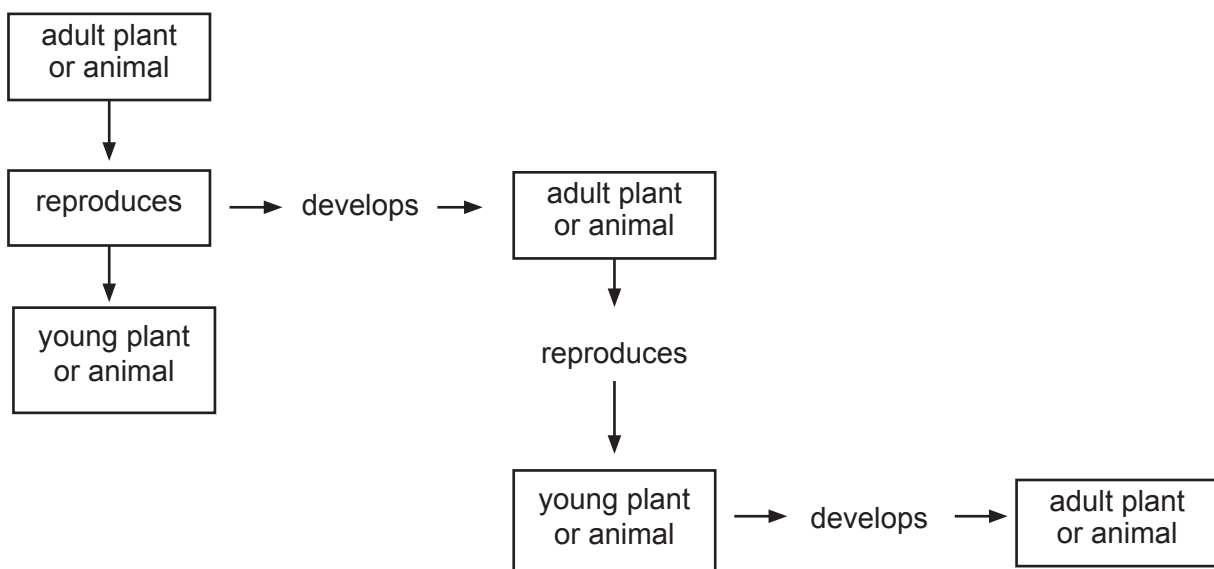 adult plant
or animal
reproduces
young plant
or animal
develops
adult plant
or animal
reproduces
young plant
or animal
develops
adult plant
or animal